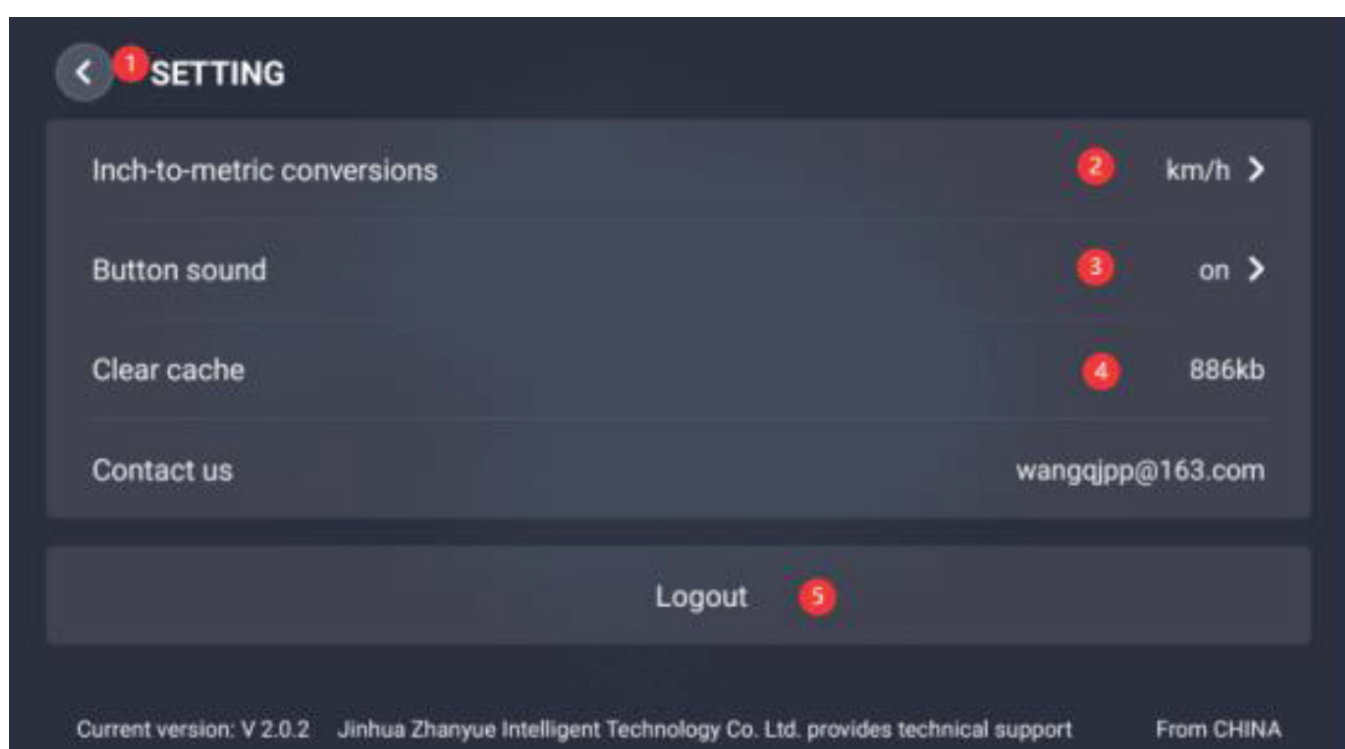 1 SETTING
Inch-to-metric conversions 2 km/h
Button sound 3 on
Clear cache 4 886kb
Contact us wangqjpp@163.com
Logout 5
Current version: V 2.0.2 Jinhua Zhanyue Intelligent Technology Co. Ltd. provides technical support From CHINA